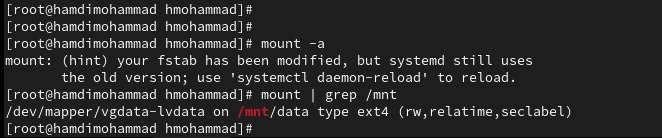 [root@hamdimohammad hmohammad]#
[root@hamdimohammad hmohammad]#
[root@hamdimohammad hmohammad]# mount -a
mount: (hint) your fstab has been modified, but systemd still uses
       the old version; use 'systemctl daemon-reload' to reload.
[root@hamdimohammad hmohammad]# mount | grep /mnt
/dev/mapper/vgdata-lvdata on /mnt/data type ext4 (rw,relatime,seclabel)
[root@hamdimohammad hmohammad]#